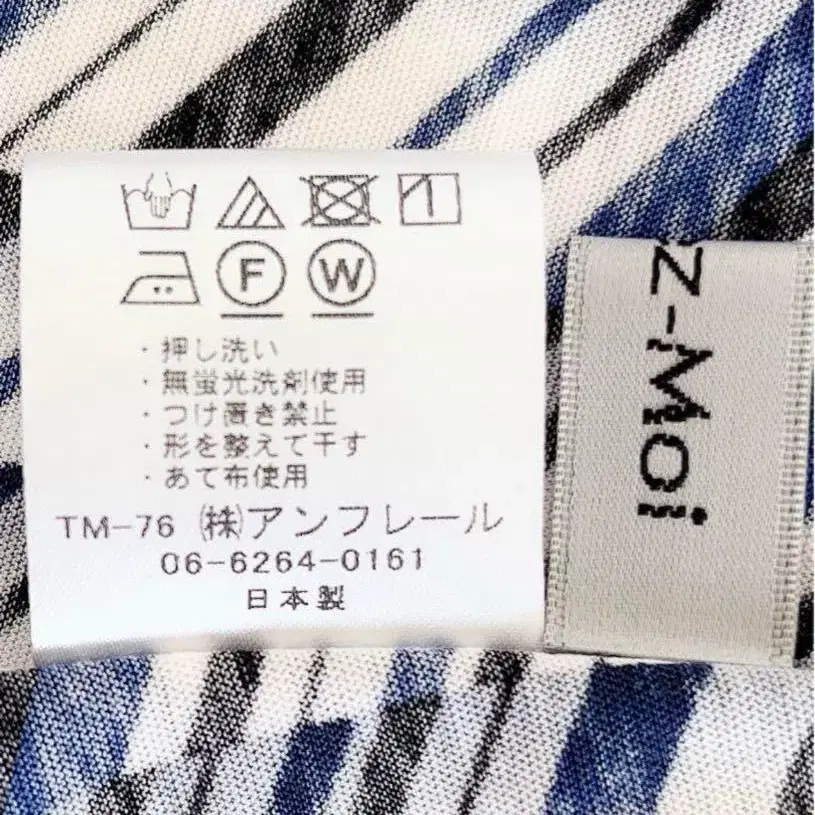 F W
・押し洗い
・無蛍光洗剤使用
・つけ置き禁止
・形を整えて干す
・あて布使用
TM-76 ㈱アンフレール
06-6264-0161
日本製
z-Moi